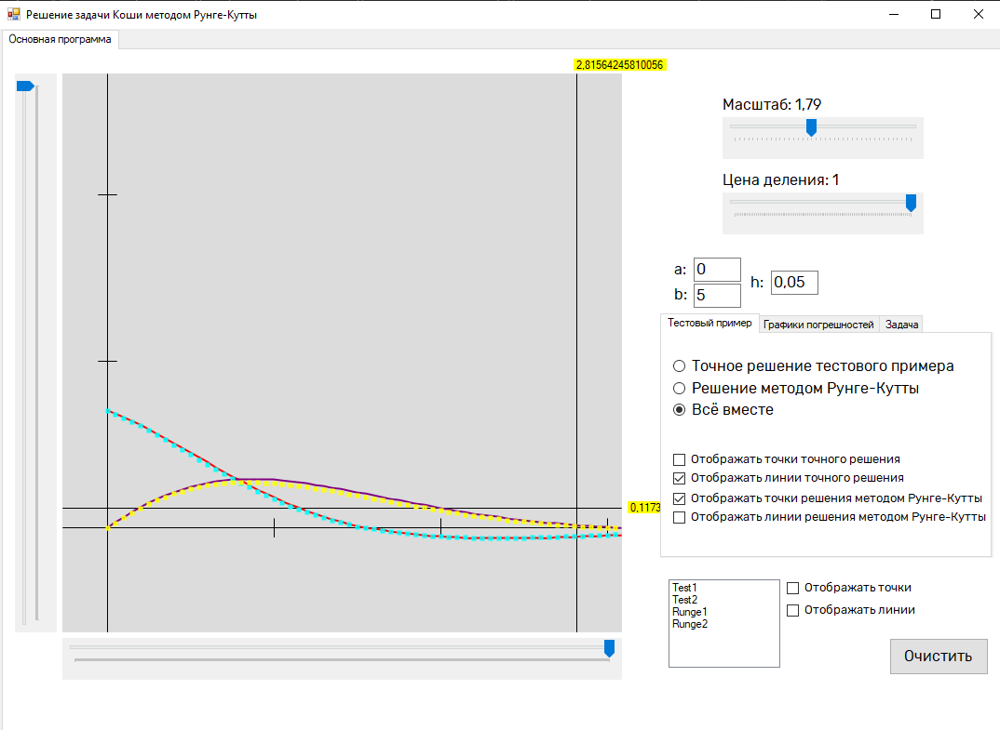 Решение задачи Коши методом Рунге-Кутты
Основная программа
2,81564245810056
Масштаб: 1,79
Цена деления: 1
a: 0
b: 5
h: 0,05
Тестовый пример Графики погрешностей Задача
Точное решение тестового примера
Решение методом Рунге-Кутты
Всё вместе
Отображать точки точного решения
Отображать линии точного решения
Отображать точки решения методом Рунге-Кутты
Отображать линии решения методом Рунге-Кутты
0,1173
Test1
Test2
Runge1
Runge2
Отображать точки
Отображать линии
Очистить